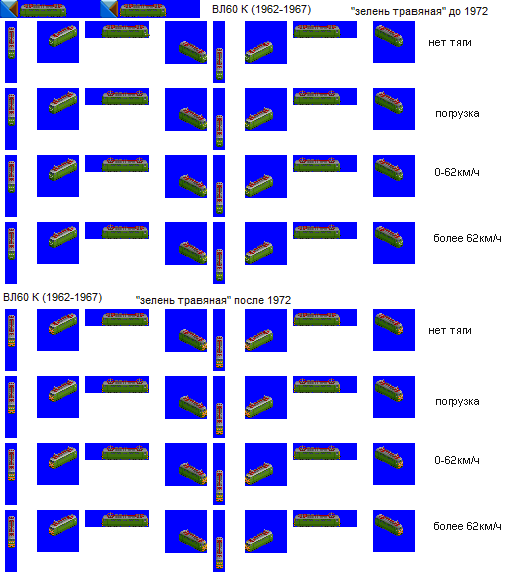 ВЛ60 К (1962-1967) "зелень травяная" до 1972
нет тяги
погрузка
0-62км/ч
более 62км/ч
ВЛ60 К (1962-1967) "зелень травяная" после 1972
нет тяги
погрузка
0-62км/ч
более 62км/ч